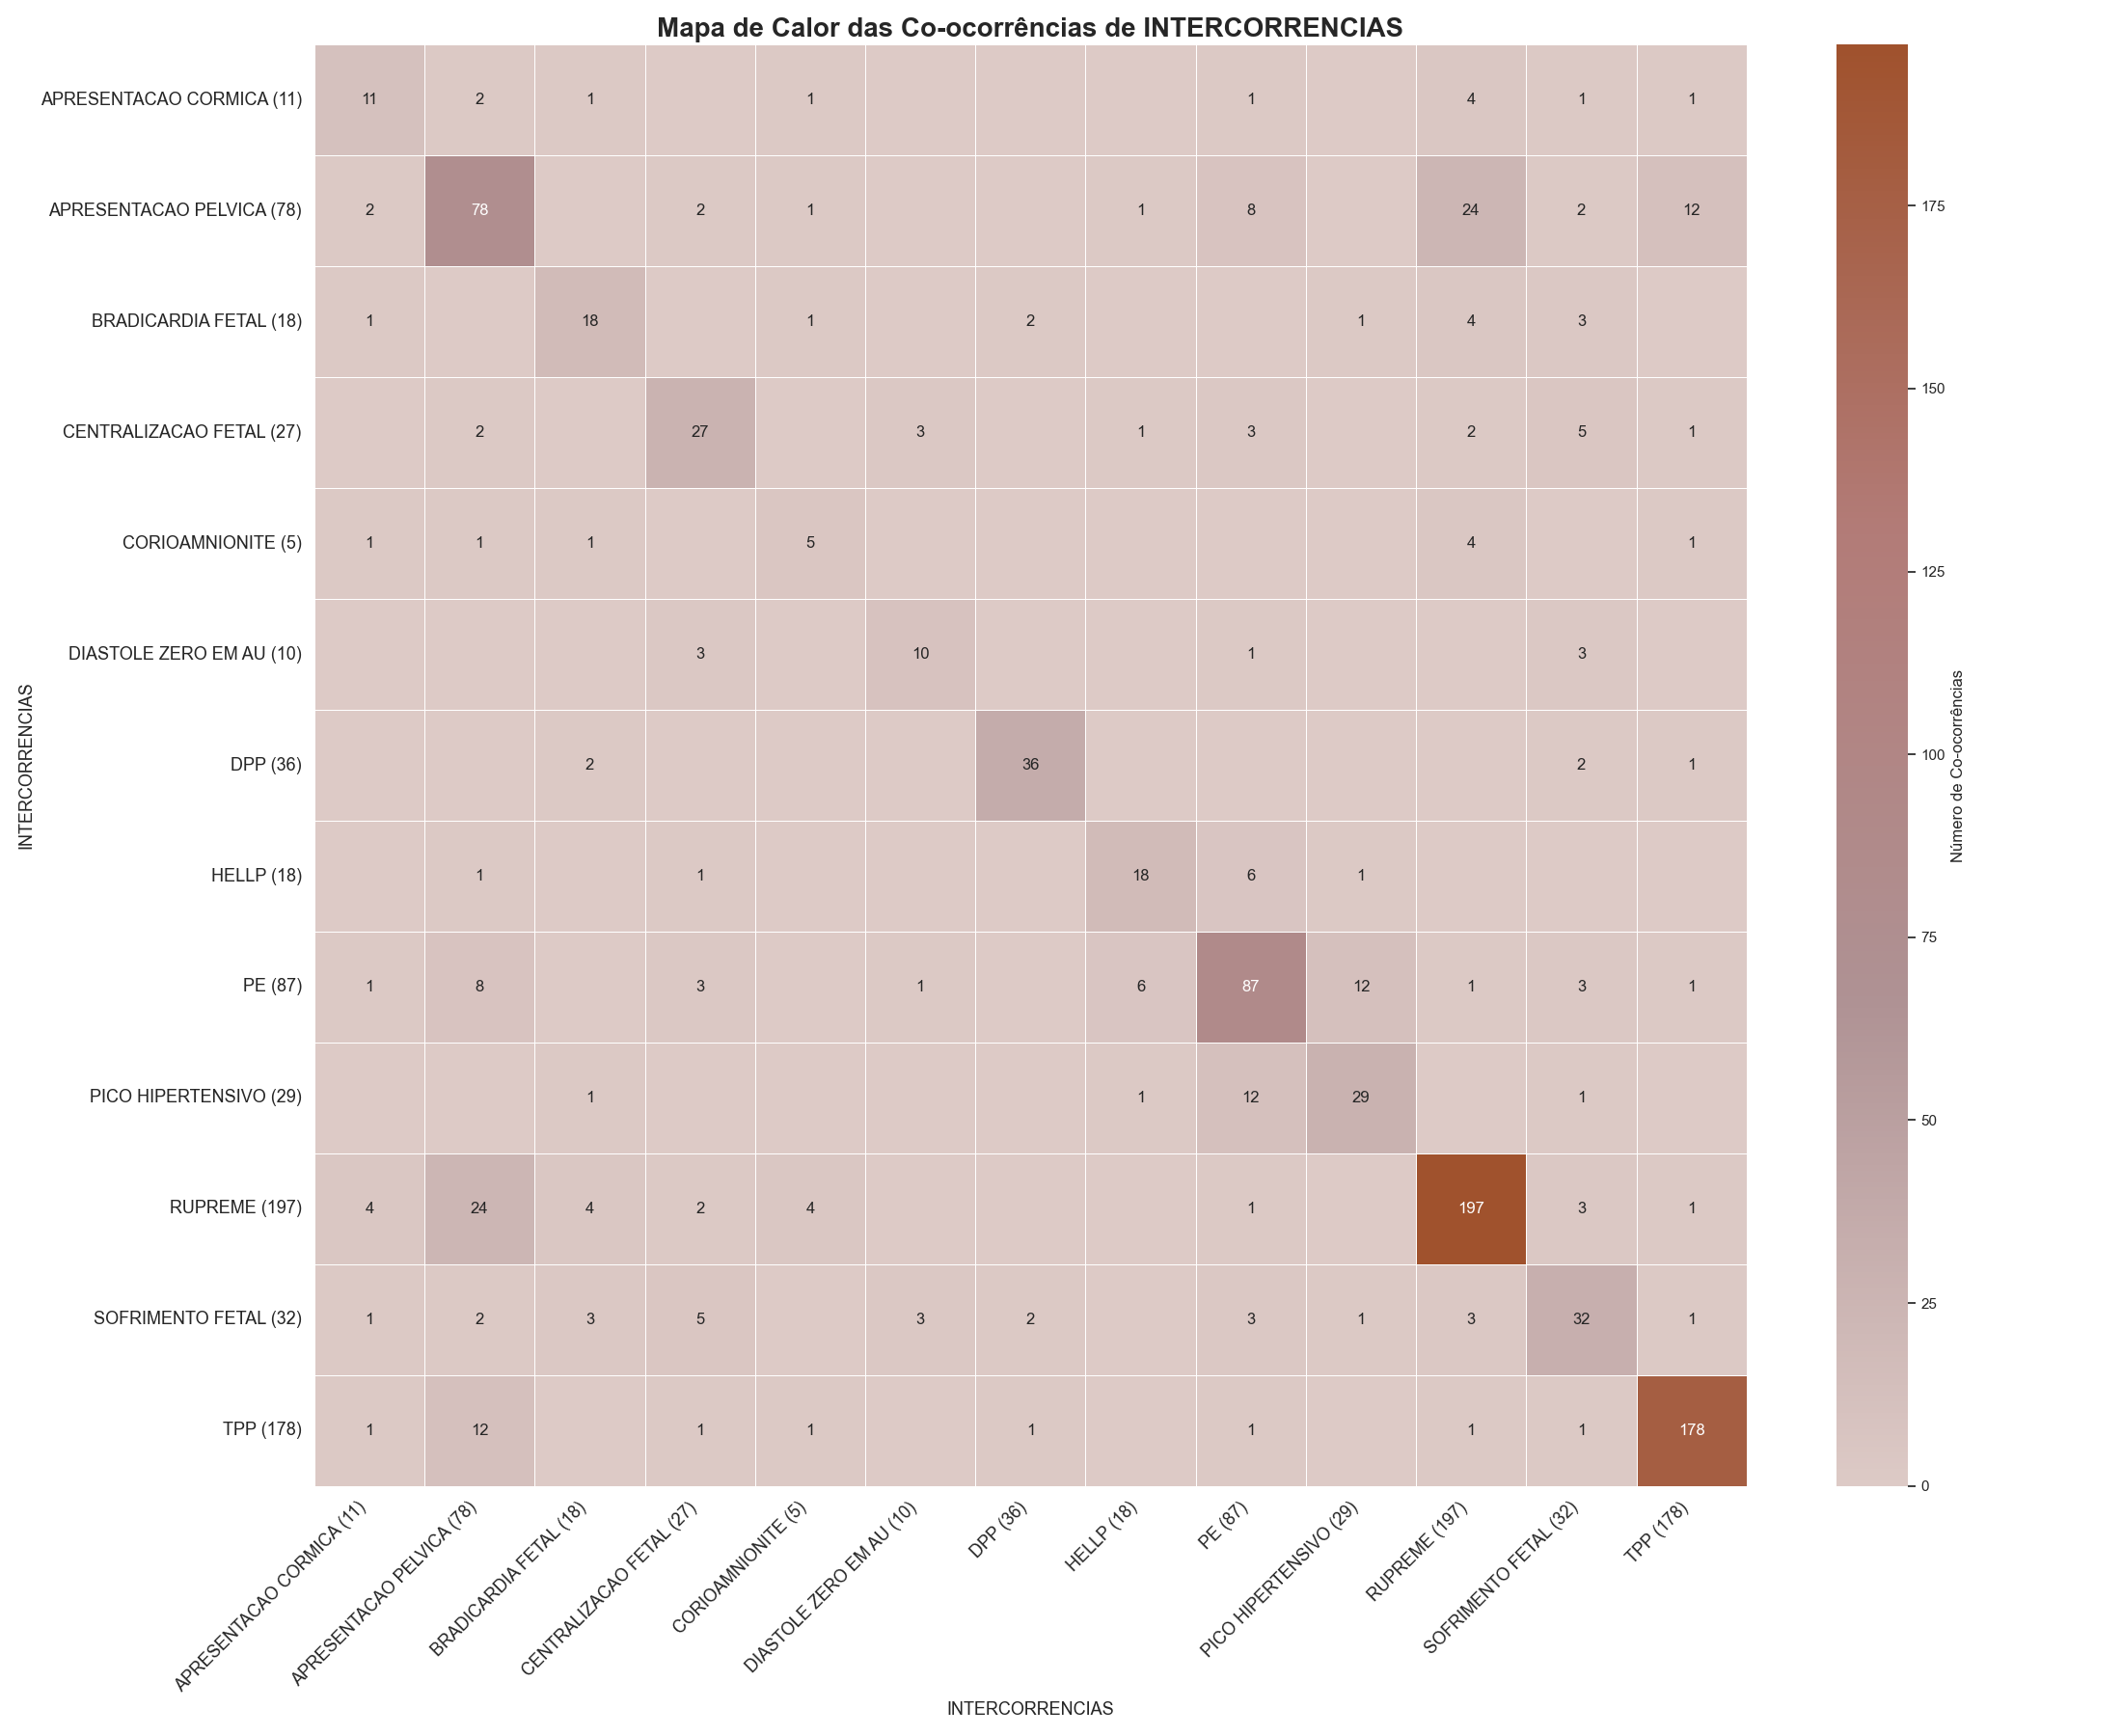 Mapa de Calor das Co-ocorrências de INTERCORRENCIAS
APRESENTACAO CORMICA (11) 11 2 1 1 1 4 1 1
APRESENTACAO PELVICA (78) 2 78 2 1 1 8 24 2 12
BRADICARDIA FETAL (18) 1 18 1 2 1 4 3
CENTRALIZACAO FETAL (27) 2 27 3 1 3 2 5 1
CORIOAMNIONITE (5) 1 1 1 5 4 1
DIASTOLE ZERO EM AU (10) 3 10 1 3
DPP (36) 2 36 2 1
HELLP (18) 1 1 18 6 1
PE (87) 1 8 3 1 6 87 12 1 3 1
PICO HIPERTENSIVO (29) 1 1 12 29 1
RUPREME (197) 4 24 4 2 4 1 197 3 1
SOFRIMENTO FETAL (32) 1 2 3 5 3 2 3 1 3 32 1
TPP (178) 1 12 1 1 1 1 1 1 178
INTERCORRENCIAS
APRESENTACAO CORMICA (11)
APRESENTACAO PELVICA (78)
BRADICARDIA FETAL (18)
CENTRALIZACAO FETAL (27)
CORIOAMNIONITE (5)
DIASTOLE ZERO EM AU (10)
DPP (36)
HELLP (18)
PE (87)
PICO HIPERTENSIVO (29)
RUPREME (197)
SOFRIMENTO FETAL (32)
TPP (178)
INTERCORRENCIAS
175
150
125
100
75
50
25
0
Número de Co-ocorrências